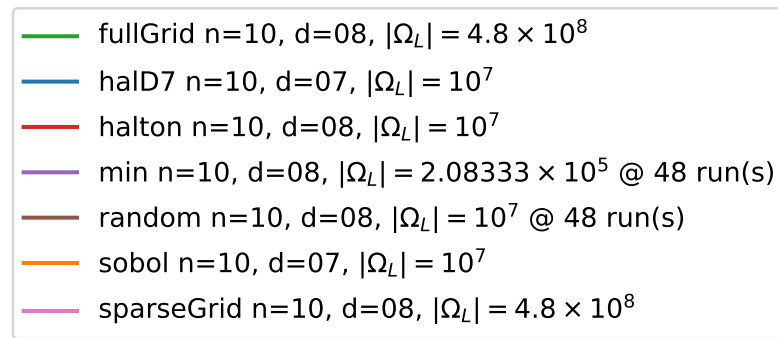 fullGrid n=10, d=08, |Ω_L| = 4.8 × 10^8
halD7 n=10, d=07, |Ω_L| = 10^7
halton n=10, d=08, |Ω_L| = 10^7
min n=10, d=08, |Ω_L| = 2.08333 × 10^5 @ 48 run(s)
random n=10, d=08, |Ω_L| = 10^7 @ 48 run(s)
sobol n=10, d=07, |Ω_L| = 10^7
sparseGrid n=10, d=08, |Ω_L| = 4.8 × 10^8